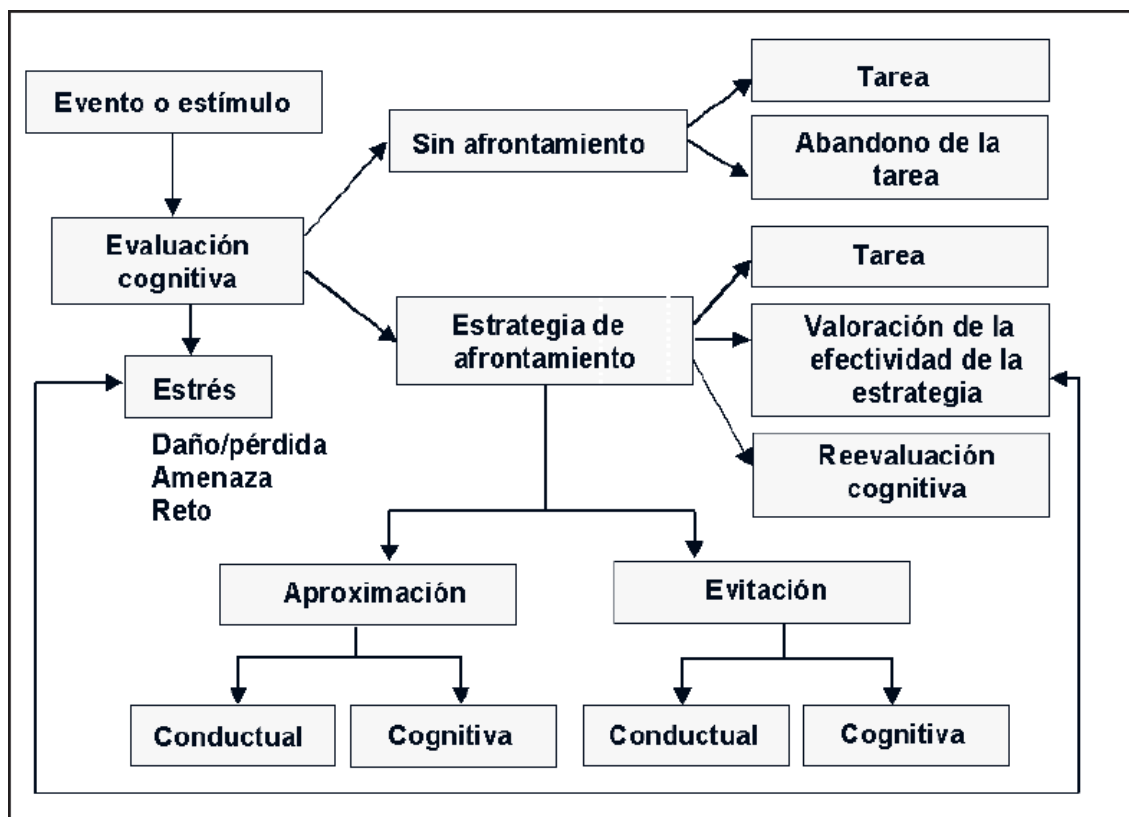 Evento o estímulo
Sin afrontamiento
Tarea
Abandono de la
tarea
Evaluación
cognitiva
Estrategia de
afrontamiento
Tarea
Valoración de la
efectividad de la
estrategia
Reevaluación
cognitiva
Estrés
Daño/pérdida
Amenaza
Reto
Aproximación
Evitación
Conductual
Cognitiva
Conductual
Cognitiva